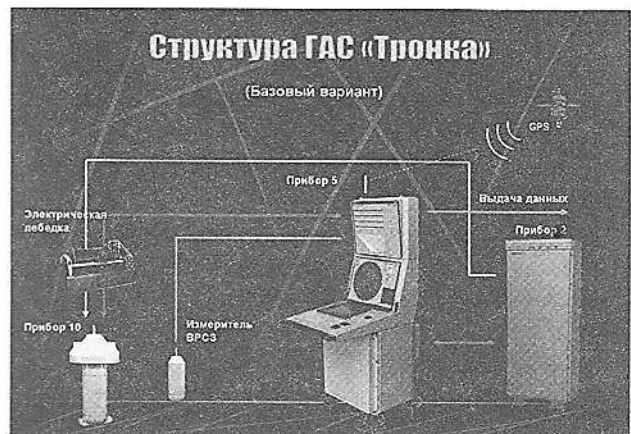 Структура ГАС «Тронка»
(Базовый вариант)
GPS
Прибор 5
Выдача данных
Электрическая
лебедка
Прибор 2
Прибор 10
Измеритель
ВРСЗ